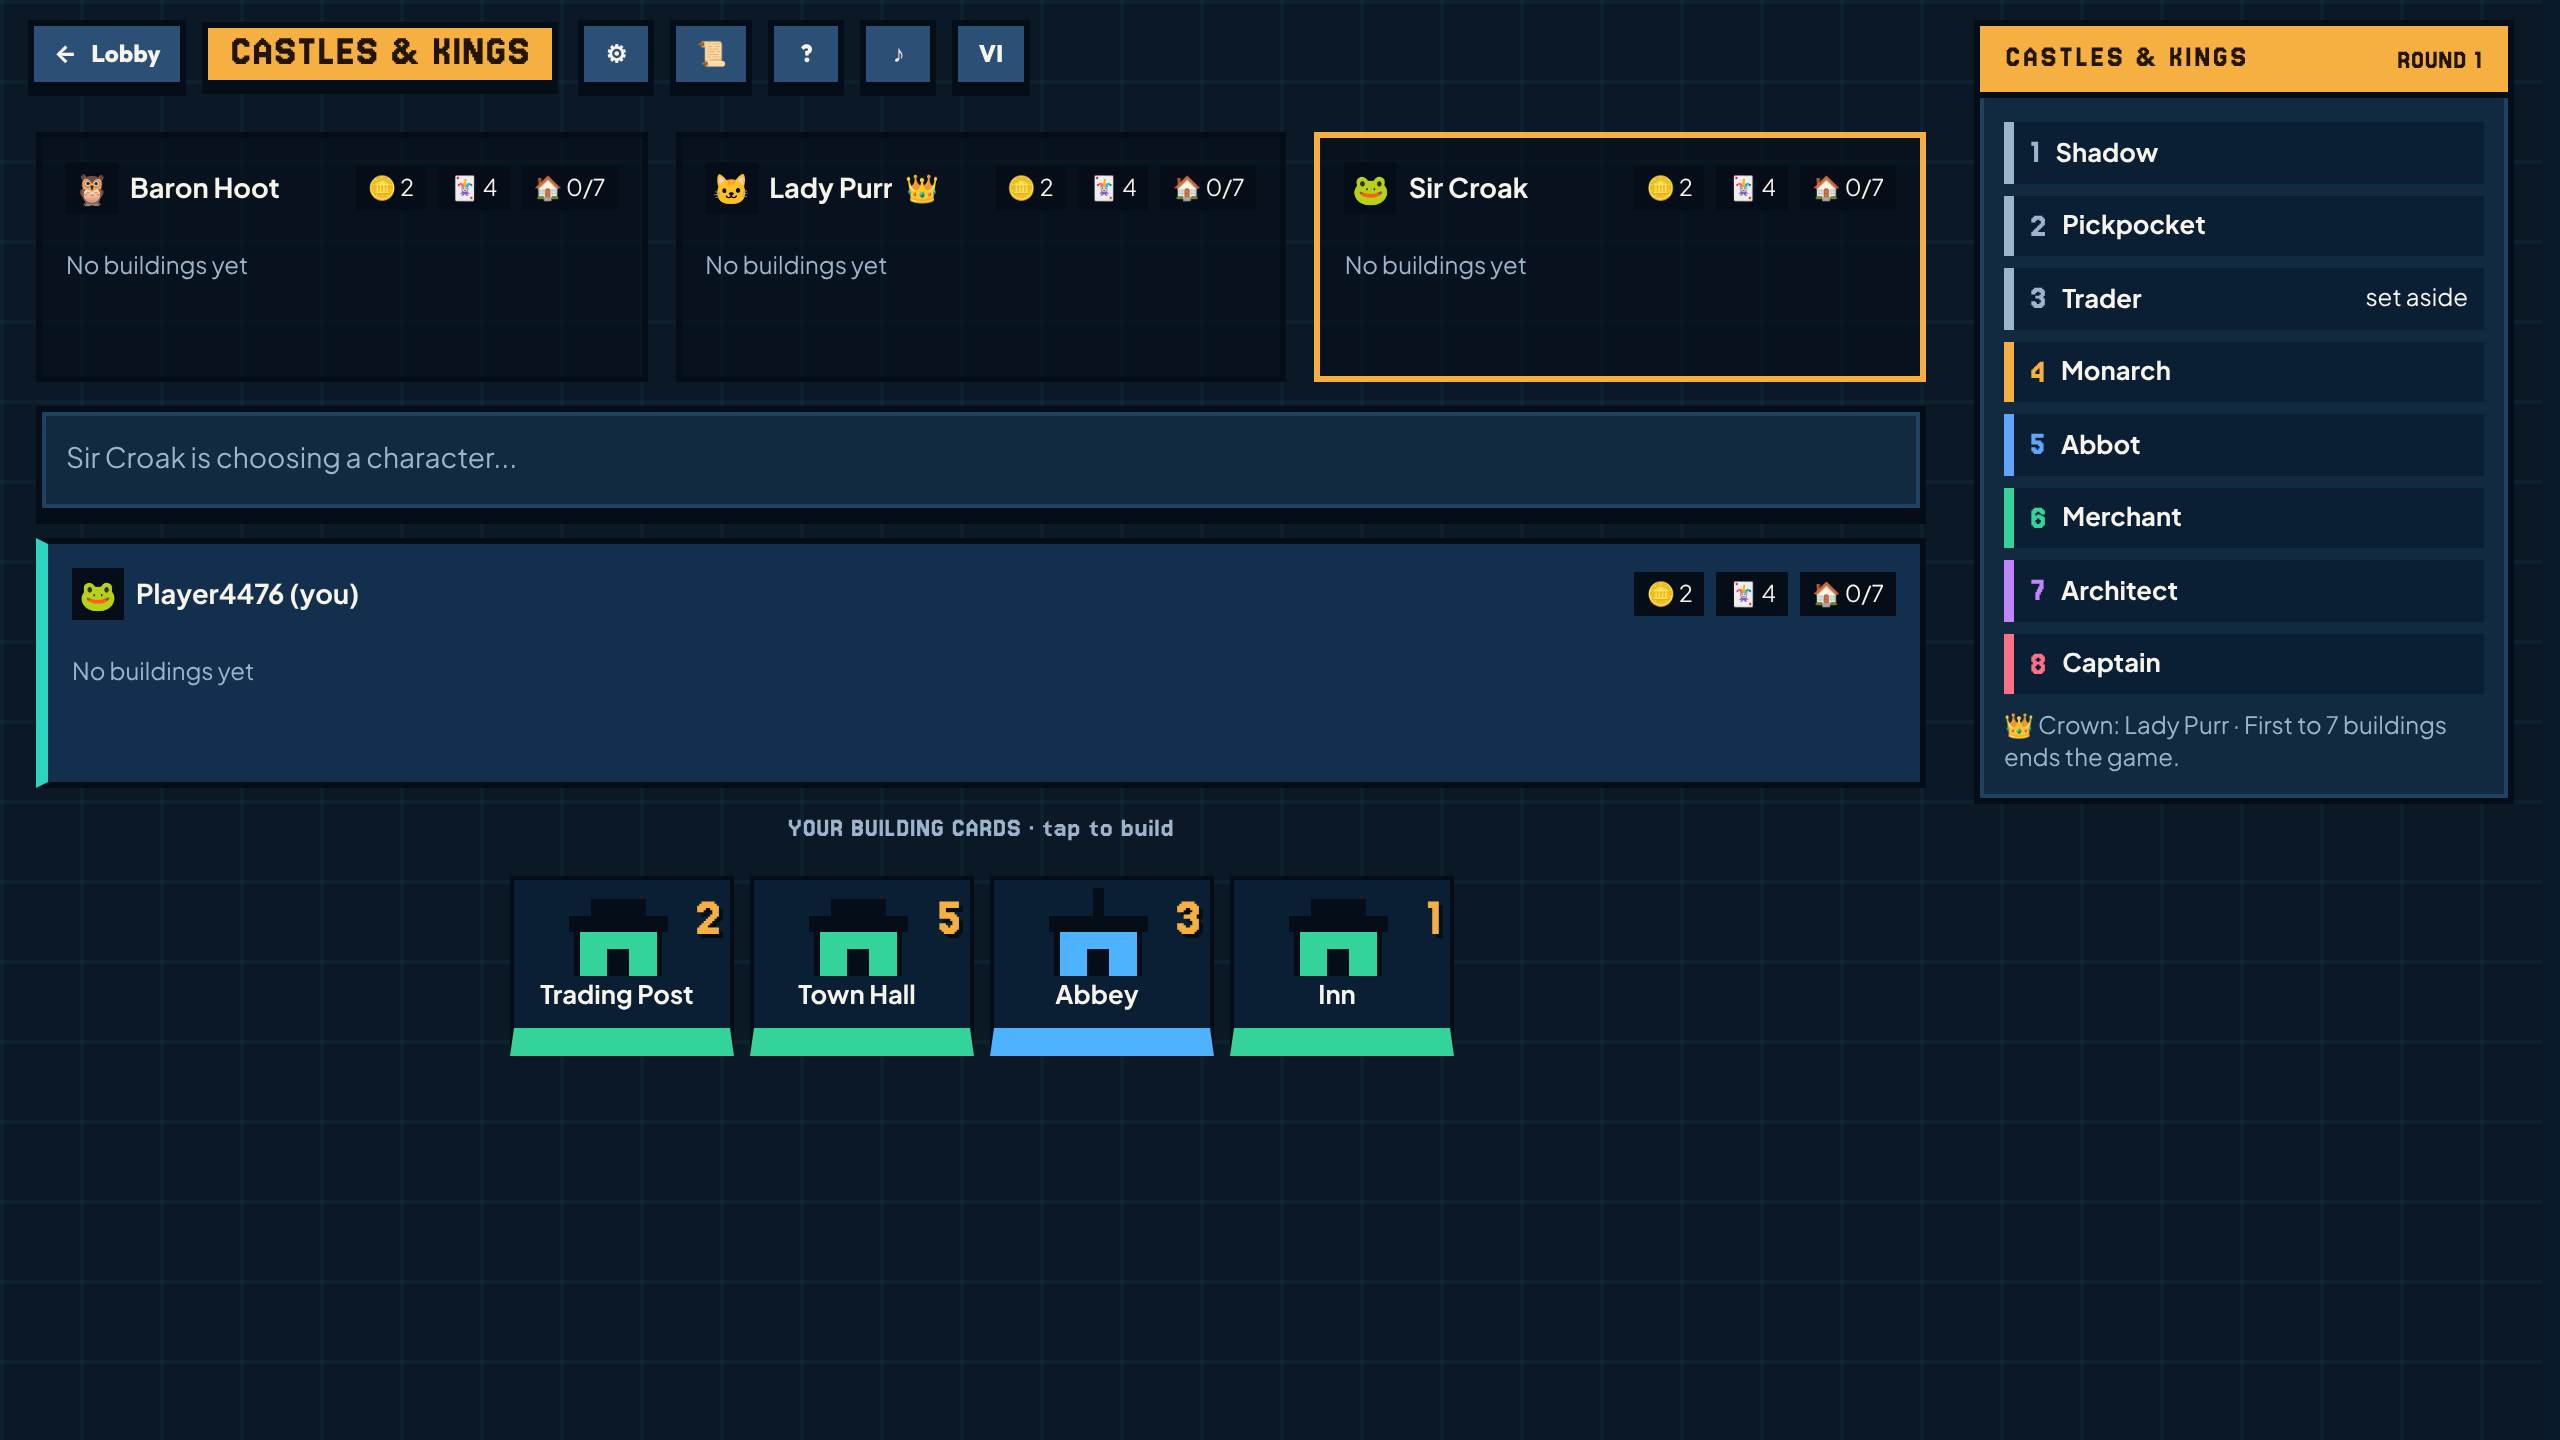 ← Lobby
CASTLES & KINGS
?
VI
Baron Hoot 2 4 0/7
No buildings yet
Lady Purr 2 4 0/7
No buildings yet
Sir Croak 2 4 0/7
No buildings yet
Sir Croak is choosing a character...
Player4476 (you) 2 4 0/7
No buildings yet
YOUR BUILDING CARDS · tap to build
2
Trading Post
5
Town Hall
3
Abbey
1
Inn
CASTLES & KINGS ROUND 1
1 Shadow
2 Pickpocket
3 Trader set aside
4 Monarch
5 Abbot
6 Merchant
7 Architect
8 Captain
Crown: Lady Purr · First to 7 buildings
ends the game.